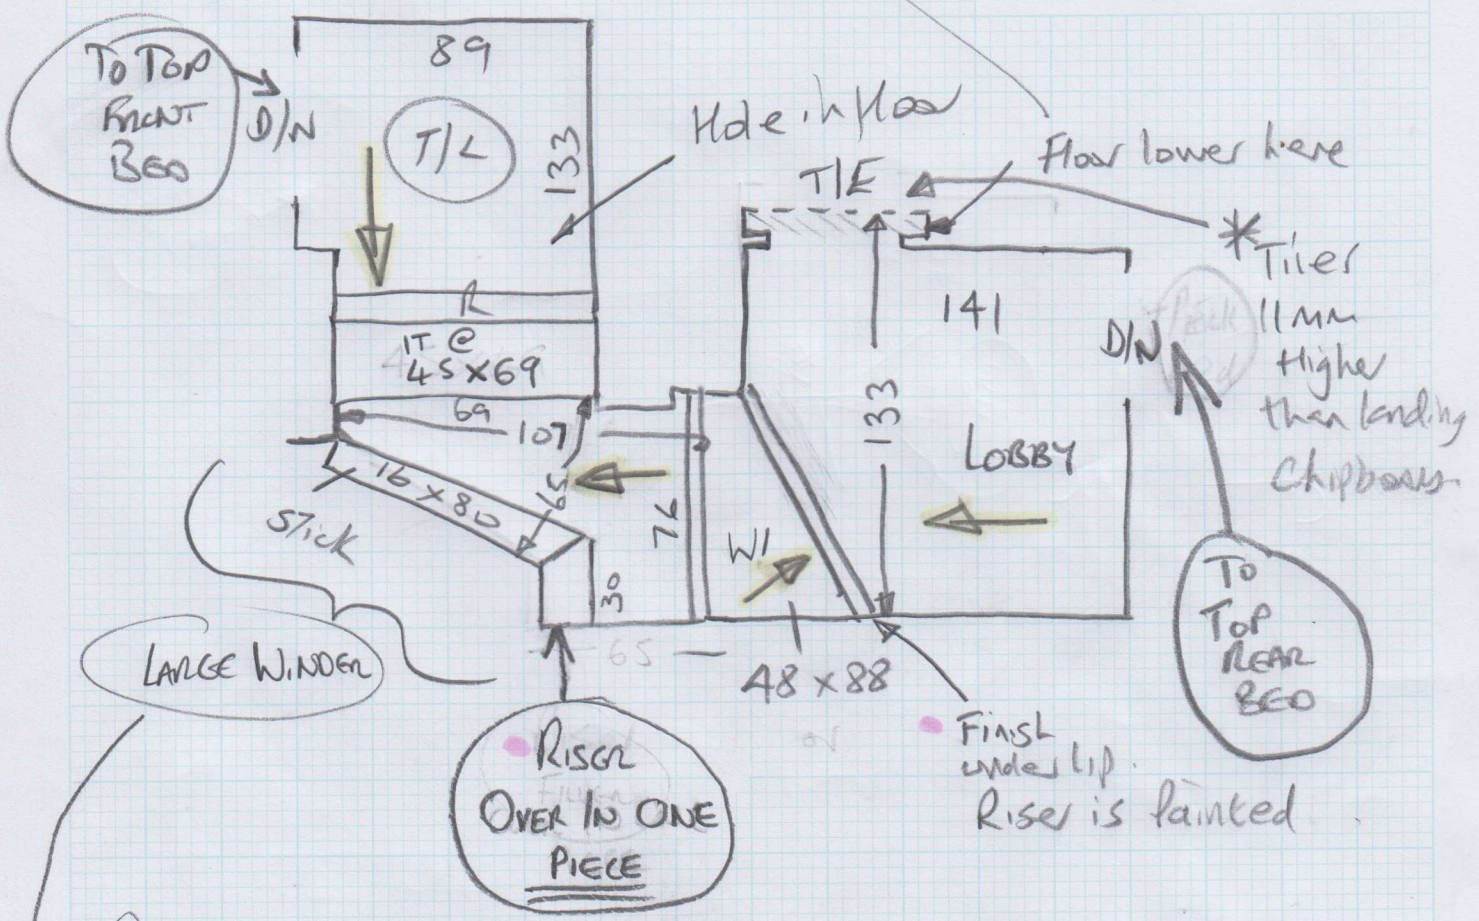 To Top
Front
Bed
D/N
89
T/L
133
Hole in floor
Floor lower here
T/E
* Tiles
11mm
Higher
than landing
Chipboard
141
D/N
R
1T @
45 x 69
69
107
133
LOBBY
16 x 80
65
76
W1
Stick
30
65
48 x 88
LARGE WINDER
To
Top
REAR
BED
Finish
under lip.
Riser is Painted
RISER
OVER IN ONE
PIECE